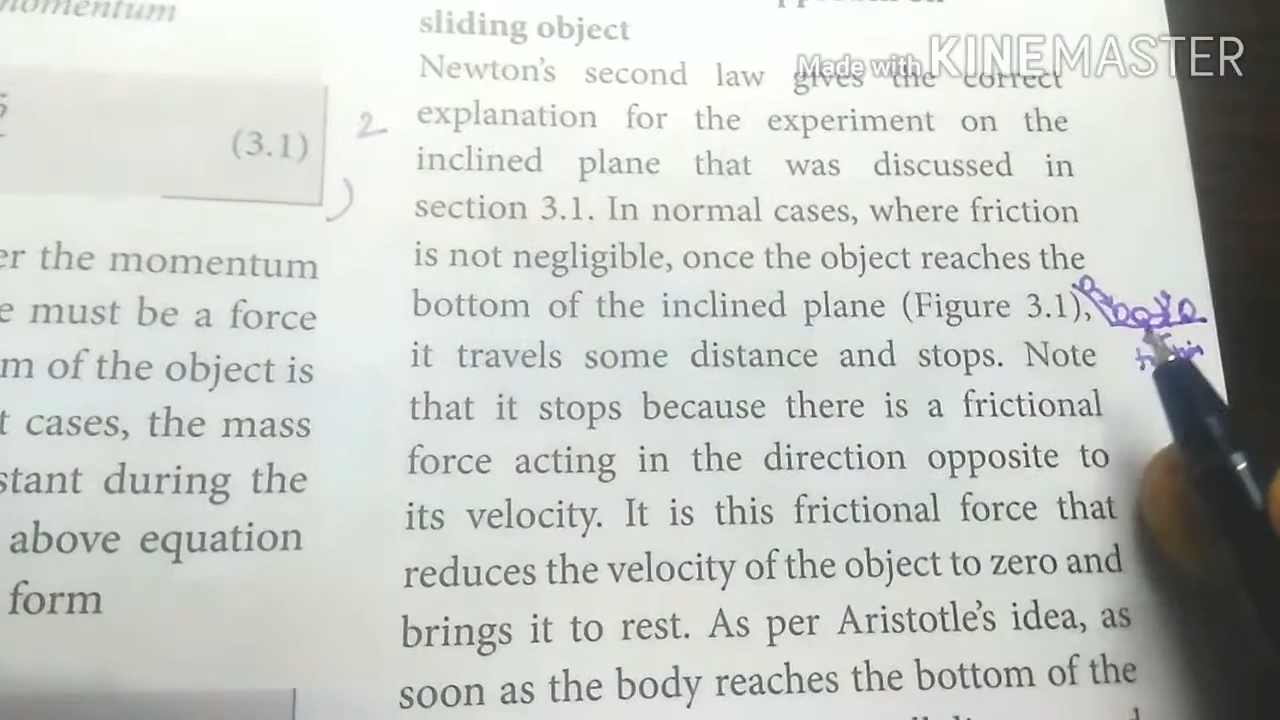 momentum
(3.1)
2
er the momentum
e must be a force
m of the object is
t cases, the mass
stant during the
above equation
form
sliding object
Newton's second law gives the correct
explanation for the experiment on the
inclined plane that was discussed in
section 3.1. In normal cases, where friction
is not negligible, once the object reaches the
bottom of the inclined plane (Figure 3.1),
it travels some distance and stops. Note
that it stops because there is a frictional
force acting in the direction opposite to
its velocity. It is this frictional force that
reduces the velocity of the object to zero and
brings it to rest. As per Aristotle's idea, as
soon as the body reaches the bottom of the
Made with KINEMASTER